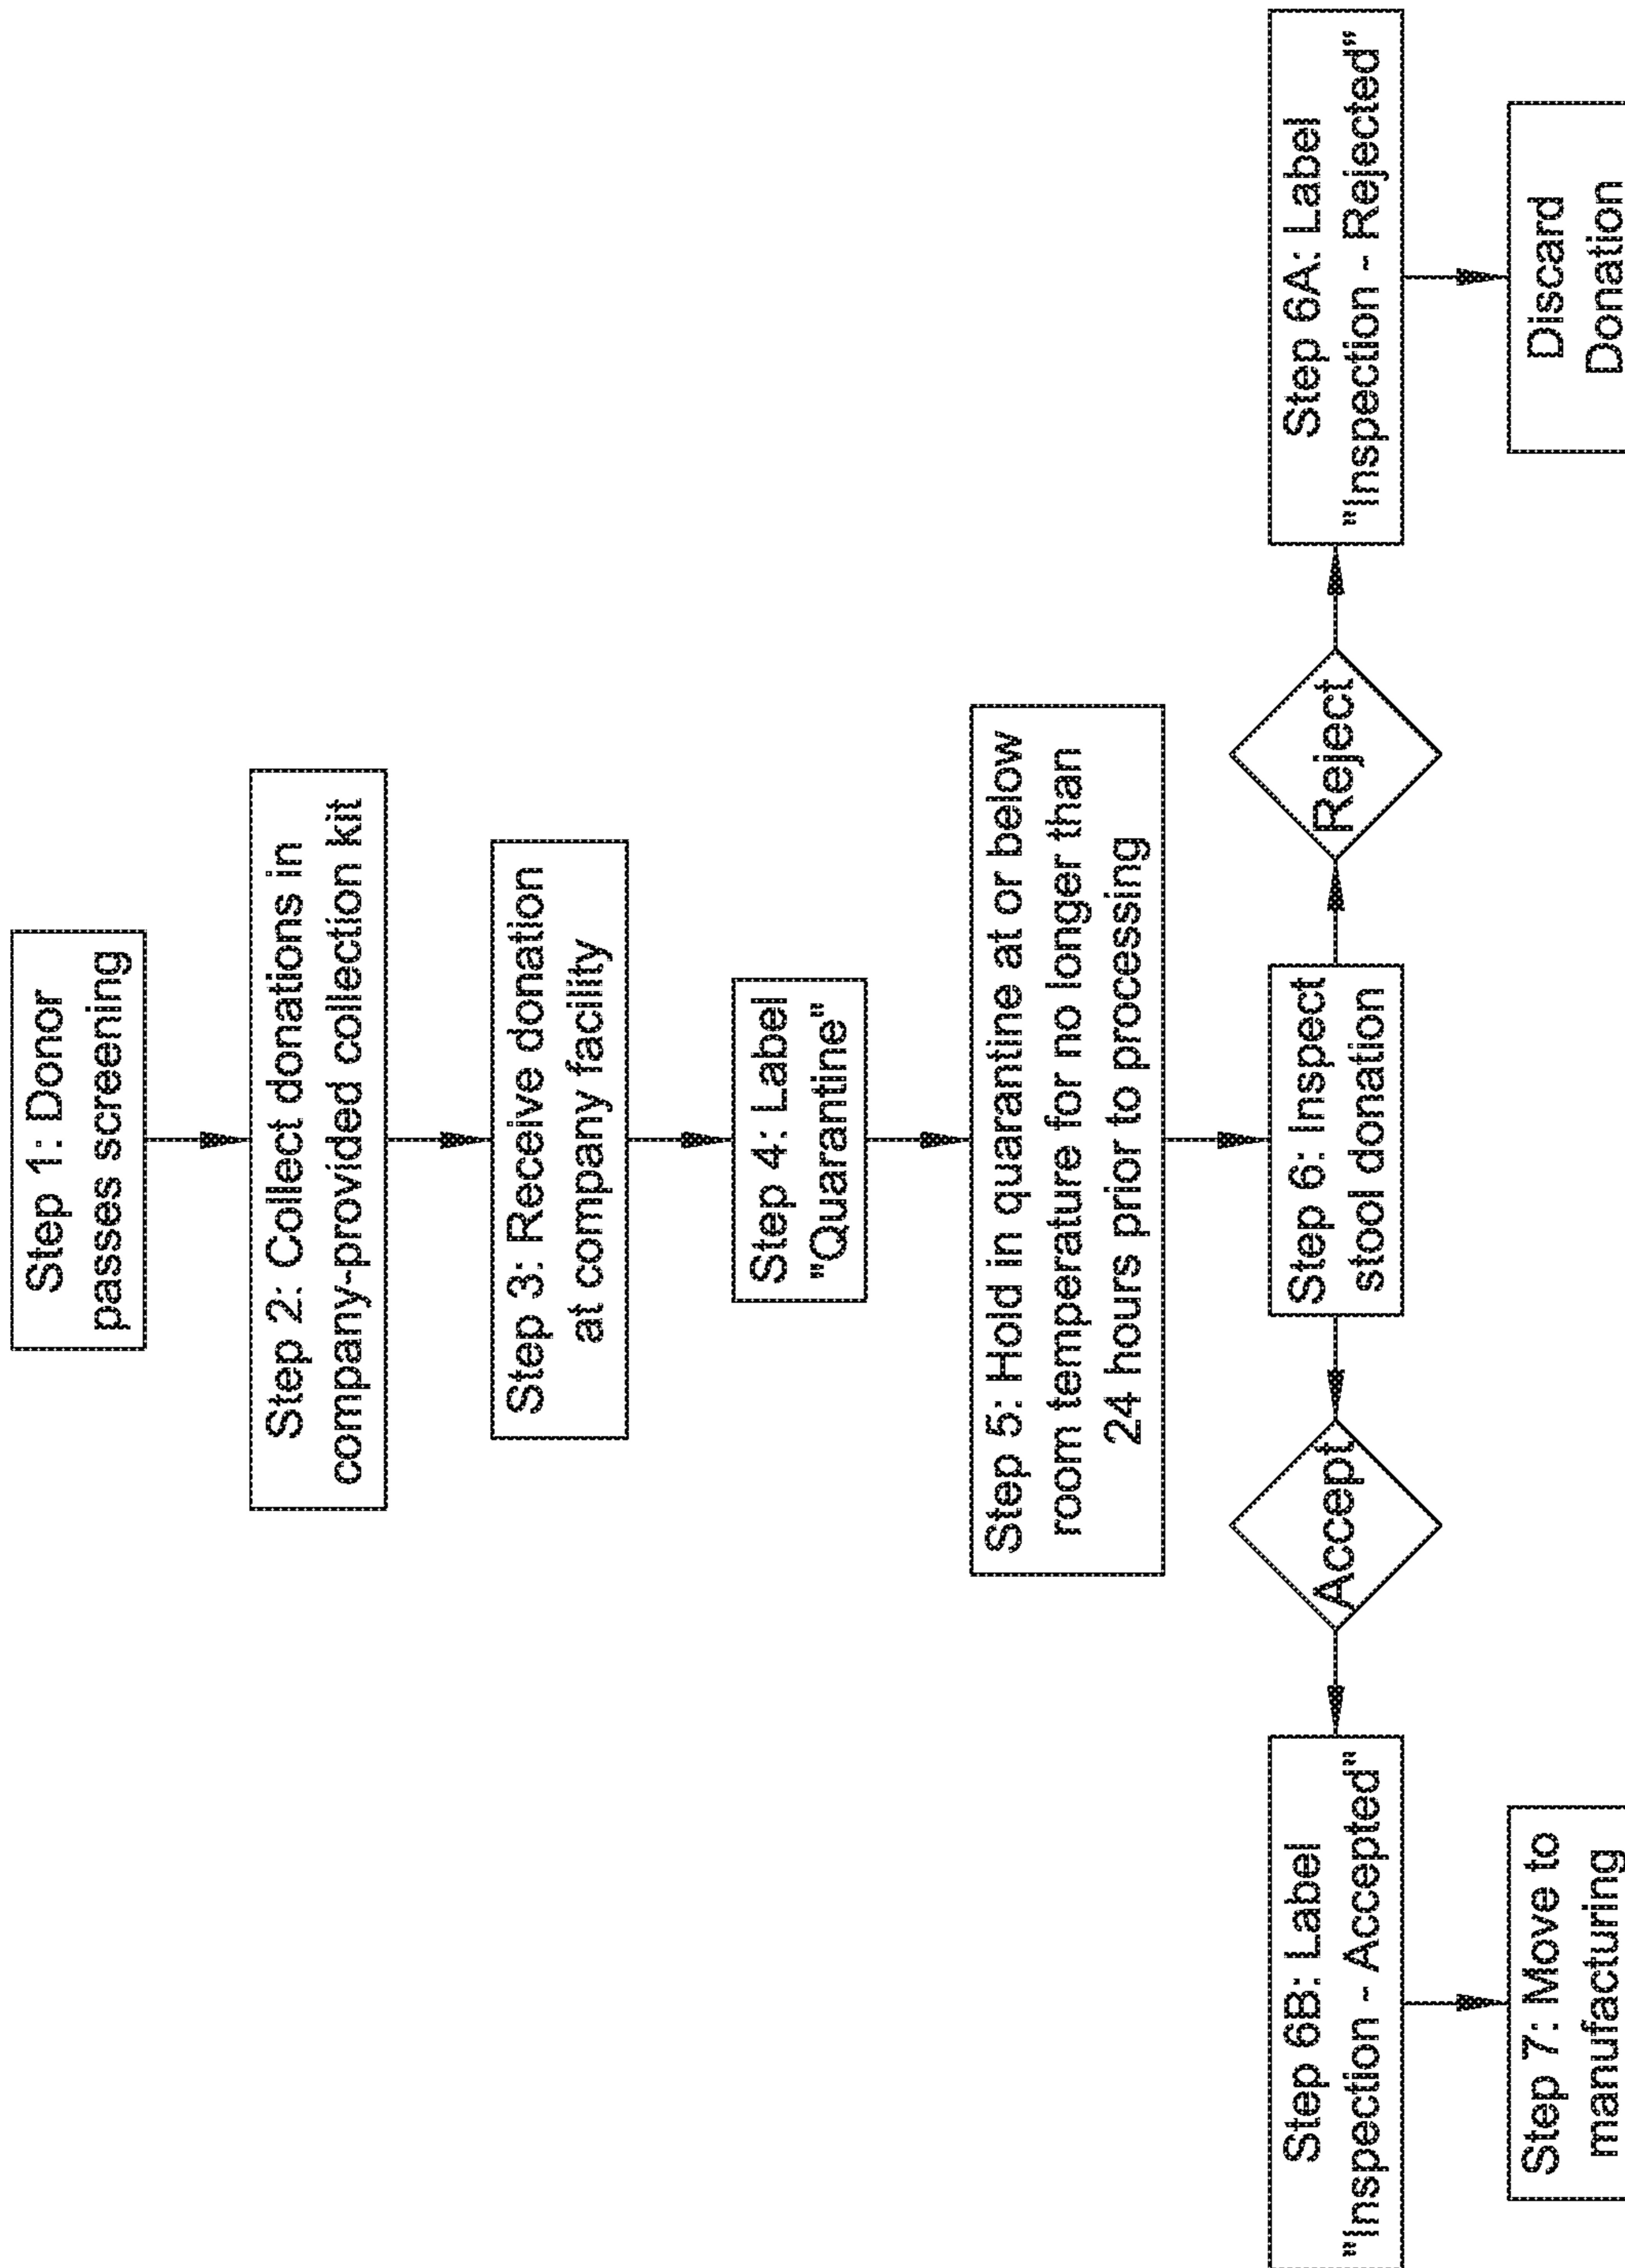 Step 1: Donor
passes screening
Step 2: Collect donations in
company-provided collection kit
Step 3: Receive donation
at company facility
Step 4: Label
"Quarantine"
Step 5: Hold in quarantine at or below
room temperature for no longer than
24 hours prior to processing
Step 6: Inspect
stool donation
Accept
Reject
Step 6B: Label
"Inspection - Accepted"
Step 6A: Label
"Inspection - Rejected"
Step 7: Move to
manufacturing
Discard
Donation